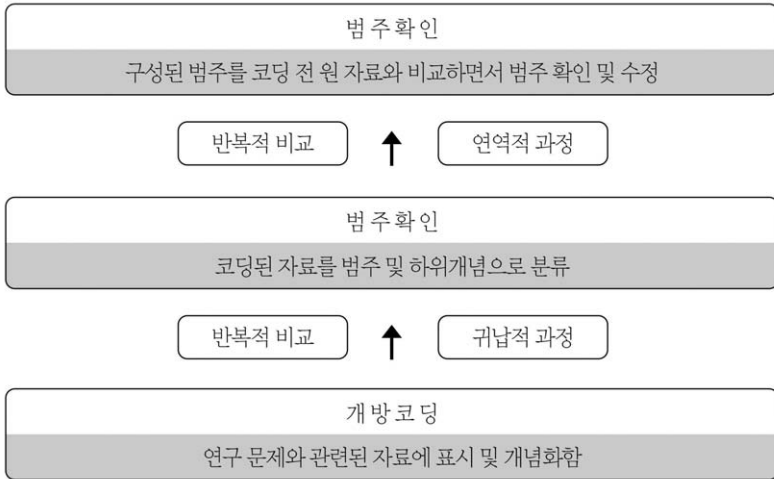 범주확인
구성된 범주를 코딩 전 원 자료와 비교하면서 범주 확인 및 수정
반복적 비교
연역적 과정
범주확인
코딩된 자료를 범주 및 하위개념으로 분류
반복적 비교
귀납적 과정
개방코딩
연구 문제와 관련된 자료에 표시 및 개념화함